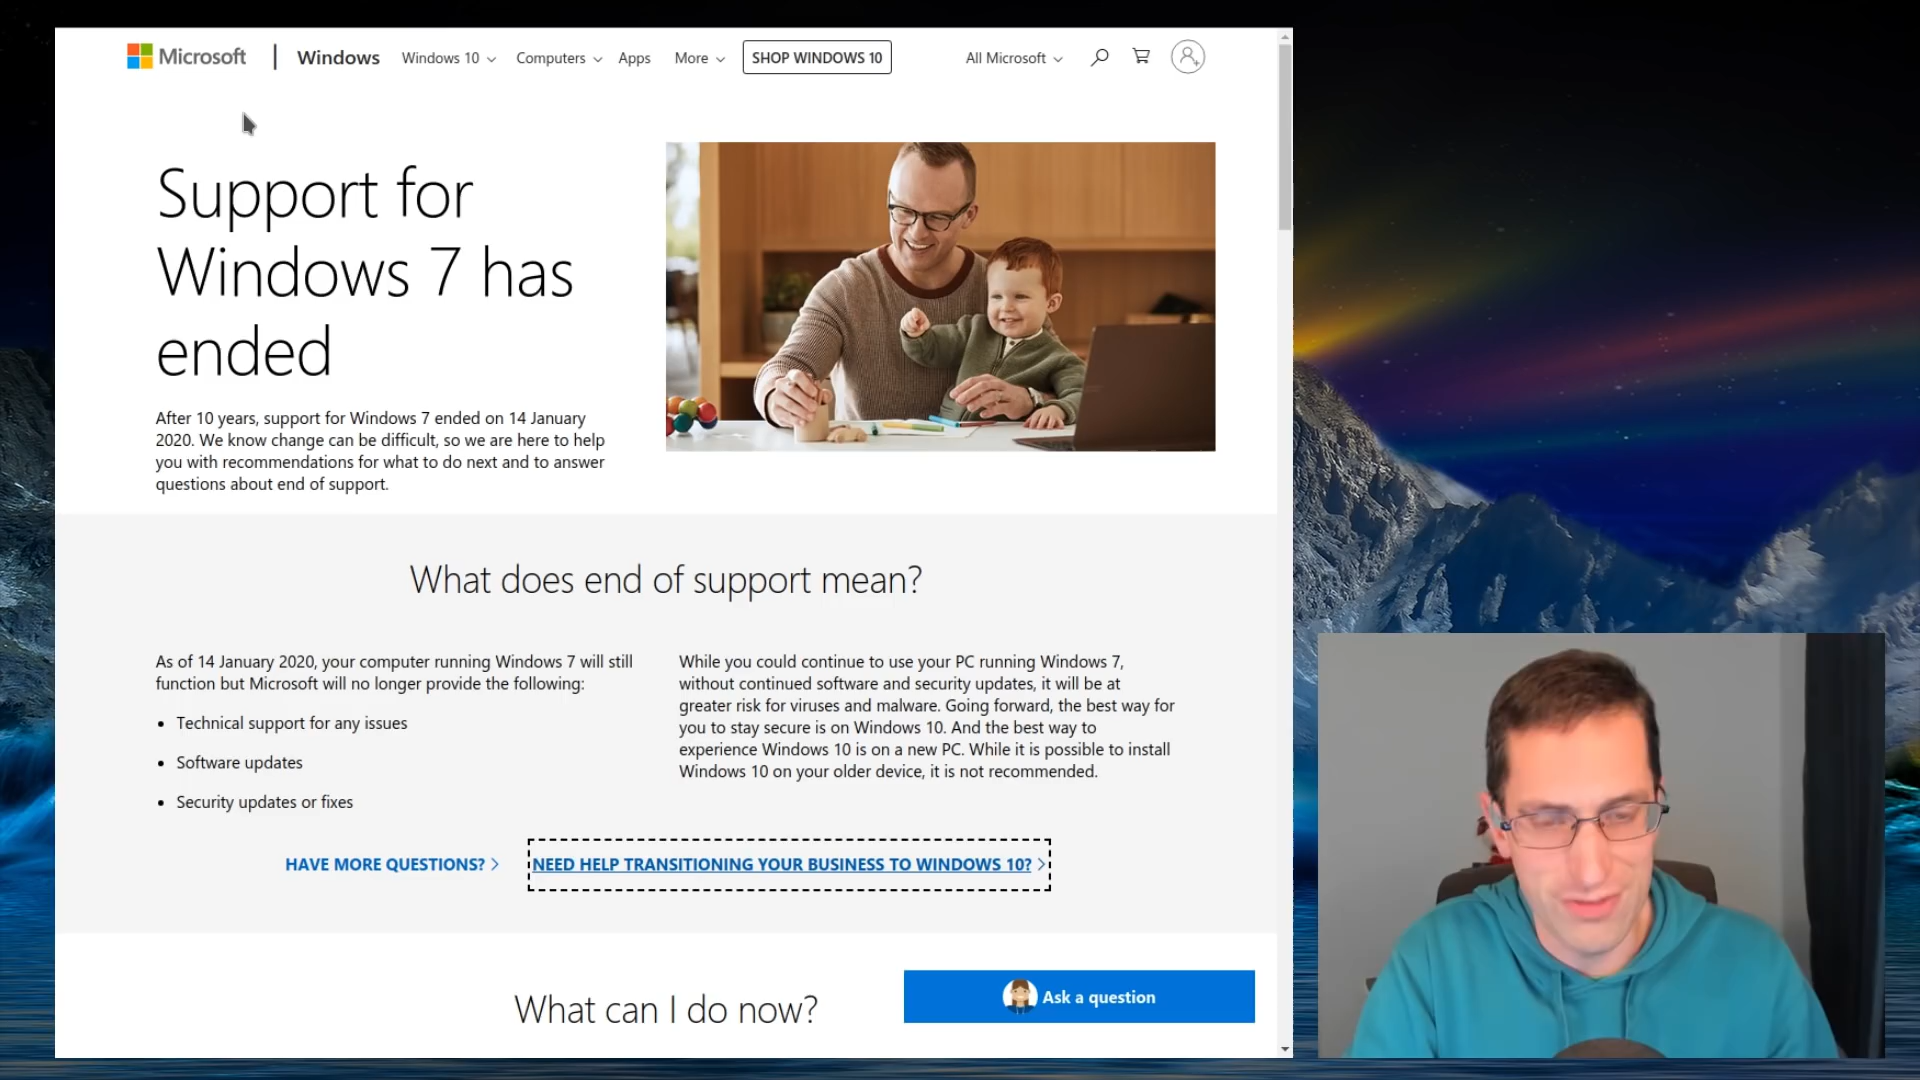 Microsoft
Windows
Windows 10
Computers
Apps
More
SHOP WINDOWS 10
All Microsoft
Support for
Windows 7 has
ended
After 10 years, support for Windows 7 ended on 14 January
2020. We know change can be difficult, so we are here to help
you with recommendations for what to do next and to answer
questions about end of support.
What does end of support mean?
As of 14 January 2020, your computer running Windows 7 will still
function but Microsoft will no longer provide the following:
• Technical support for any issues
• Software updates
• Security updates or fixes
While you could continue to use your PC running Windows 7,
without continued software and security updates, it will be at
greater risk for viruses and malware. Going forward, the best way for
you to stay secure is on Windows 10. And the best way to
experience Windows 10 is on a new PC. While it is possible to install
Windows 10 on your older device, it is not recommended.
HAVE MORE QUESTIONS?
NEED HELP TRANSITIONING YOUR BUSINESS TO WINDOWS 10?
What can I do now?
Ask a question